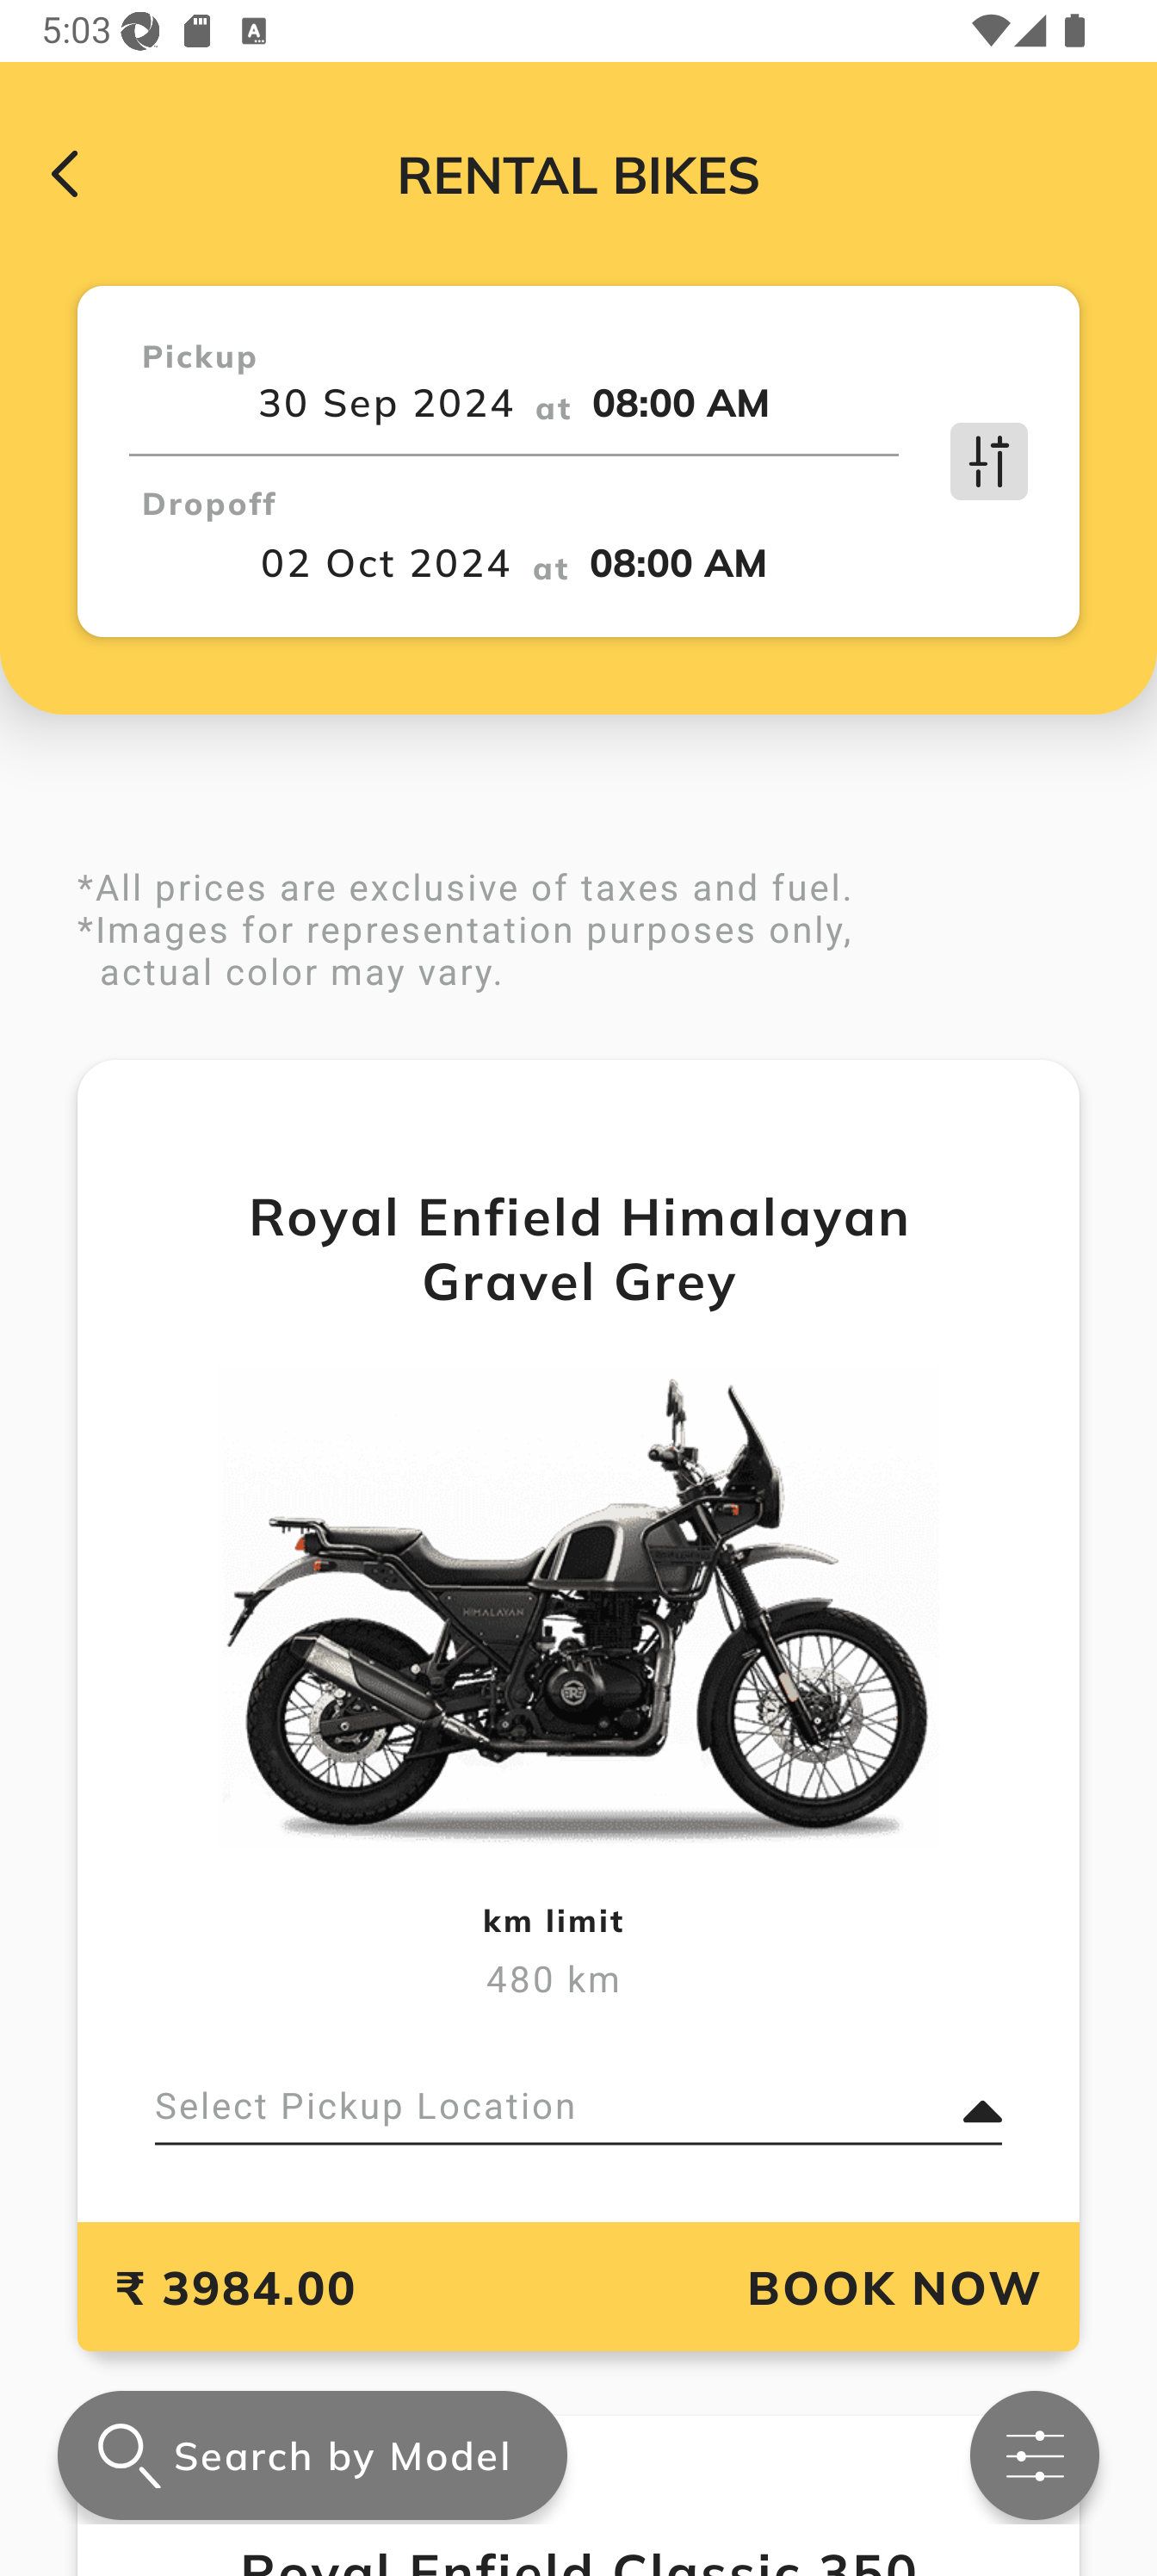 5:03
RENTAL BIKES
Pickup
30 Sep 2024 at 08:00 AM
Dropoff
02 Oct 2024 at 08:00 AM
*All prices are exclusive of taxes and fuel.
*Images for representation purposes only,
actual color may vary.
Royal Enfield Himalayan
Gravel Grey
HIMALAYAN
km limit
480 km
Select Pickup Location
₹ 3984.00
BOOK NOW
Search by Model
Royal Enfield Classic 350